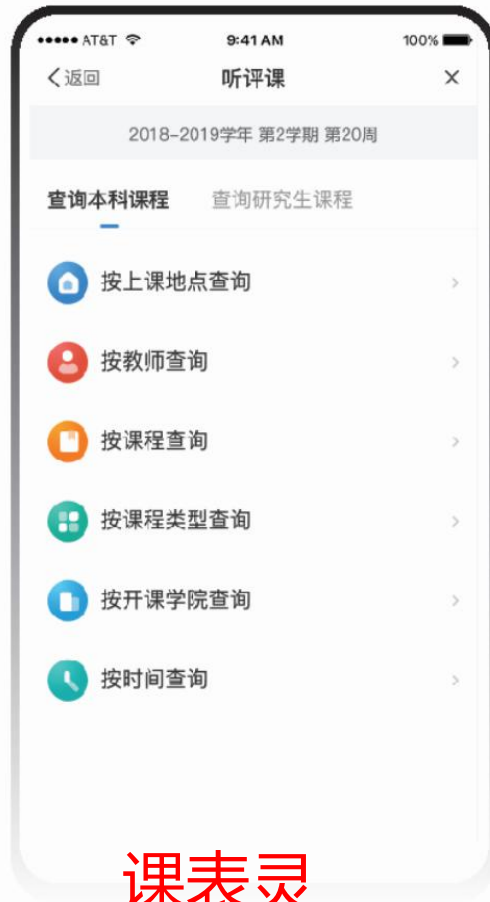 ●●●●● AT&T 9:41 AM 100%
返回 听评课 ×
2018-2019学年 第2学期 第20周
查询本科课程 查询研究生课程
按上课地点查询
按教师查询
按课程查询
按课程类型查询
按开课学院查询
按时间查询
课表灵